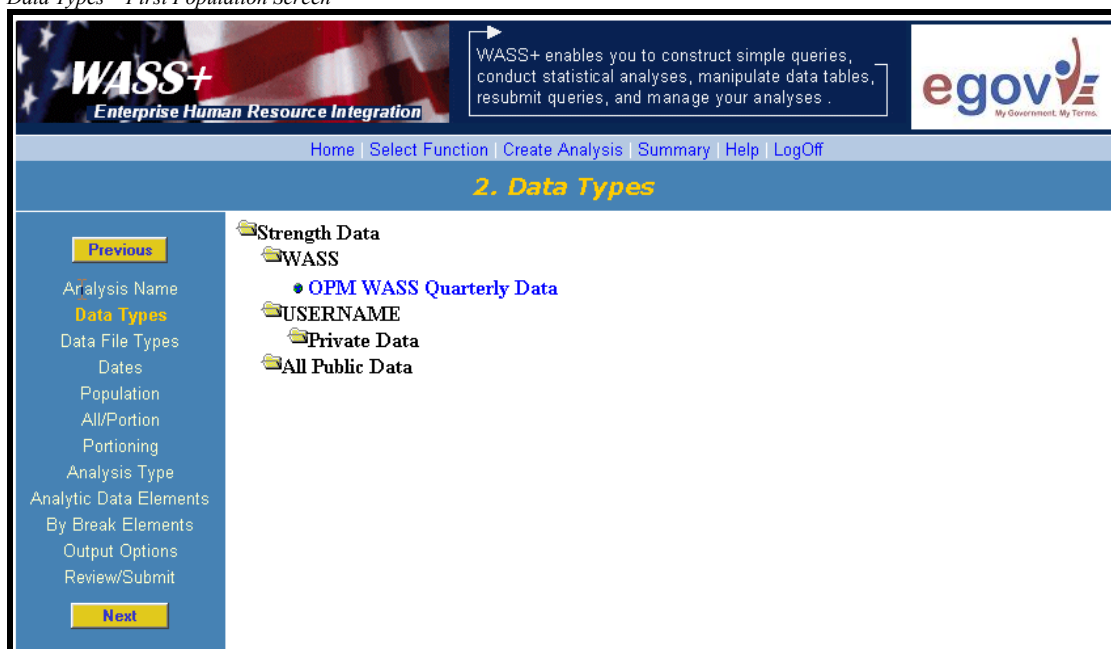 Data Types – First Population Screen
WASS+
Enterprise Human Resource Integration
WASS+ enables you to construct simple queries,
conduct statistical analyses, manipulate data tables,
resubmit queries, and manage your analyses .
egov
My Government. My Terms.
Home | Select Function | Create Analysis | Summary | Help | LogOff
2. Data Types
Previous
Analysis Name
Data Types
Data File Types
Dates
Population
All/Portion
Portioning
Analysis Type
Analytic Data Elements
By Break Elements
Output Options
Review/Submit
Next
Strength Data
WASS
OPM WASS Quarterly Data
USERNAME
Private Data
All Public Data